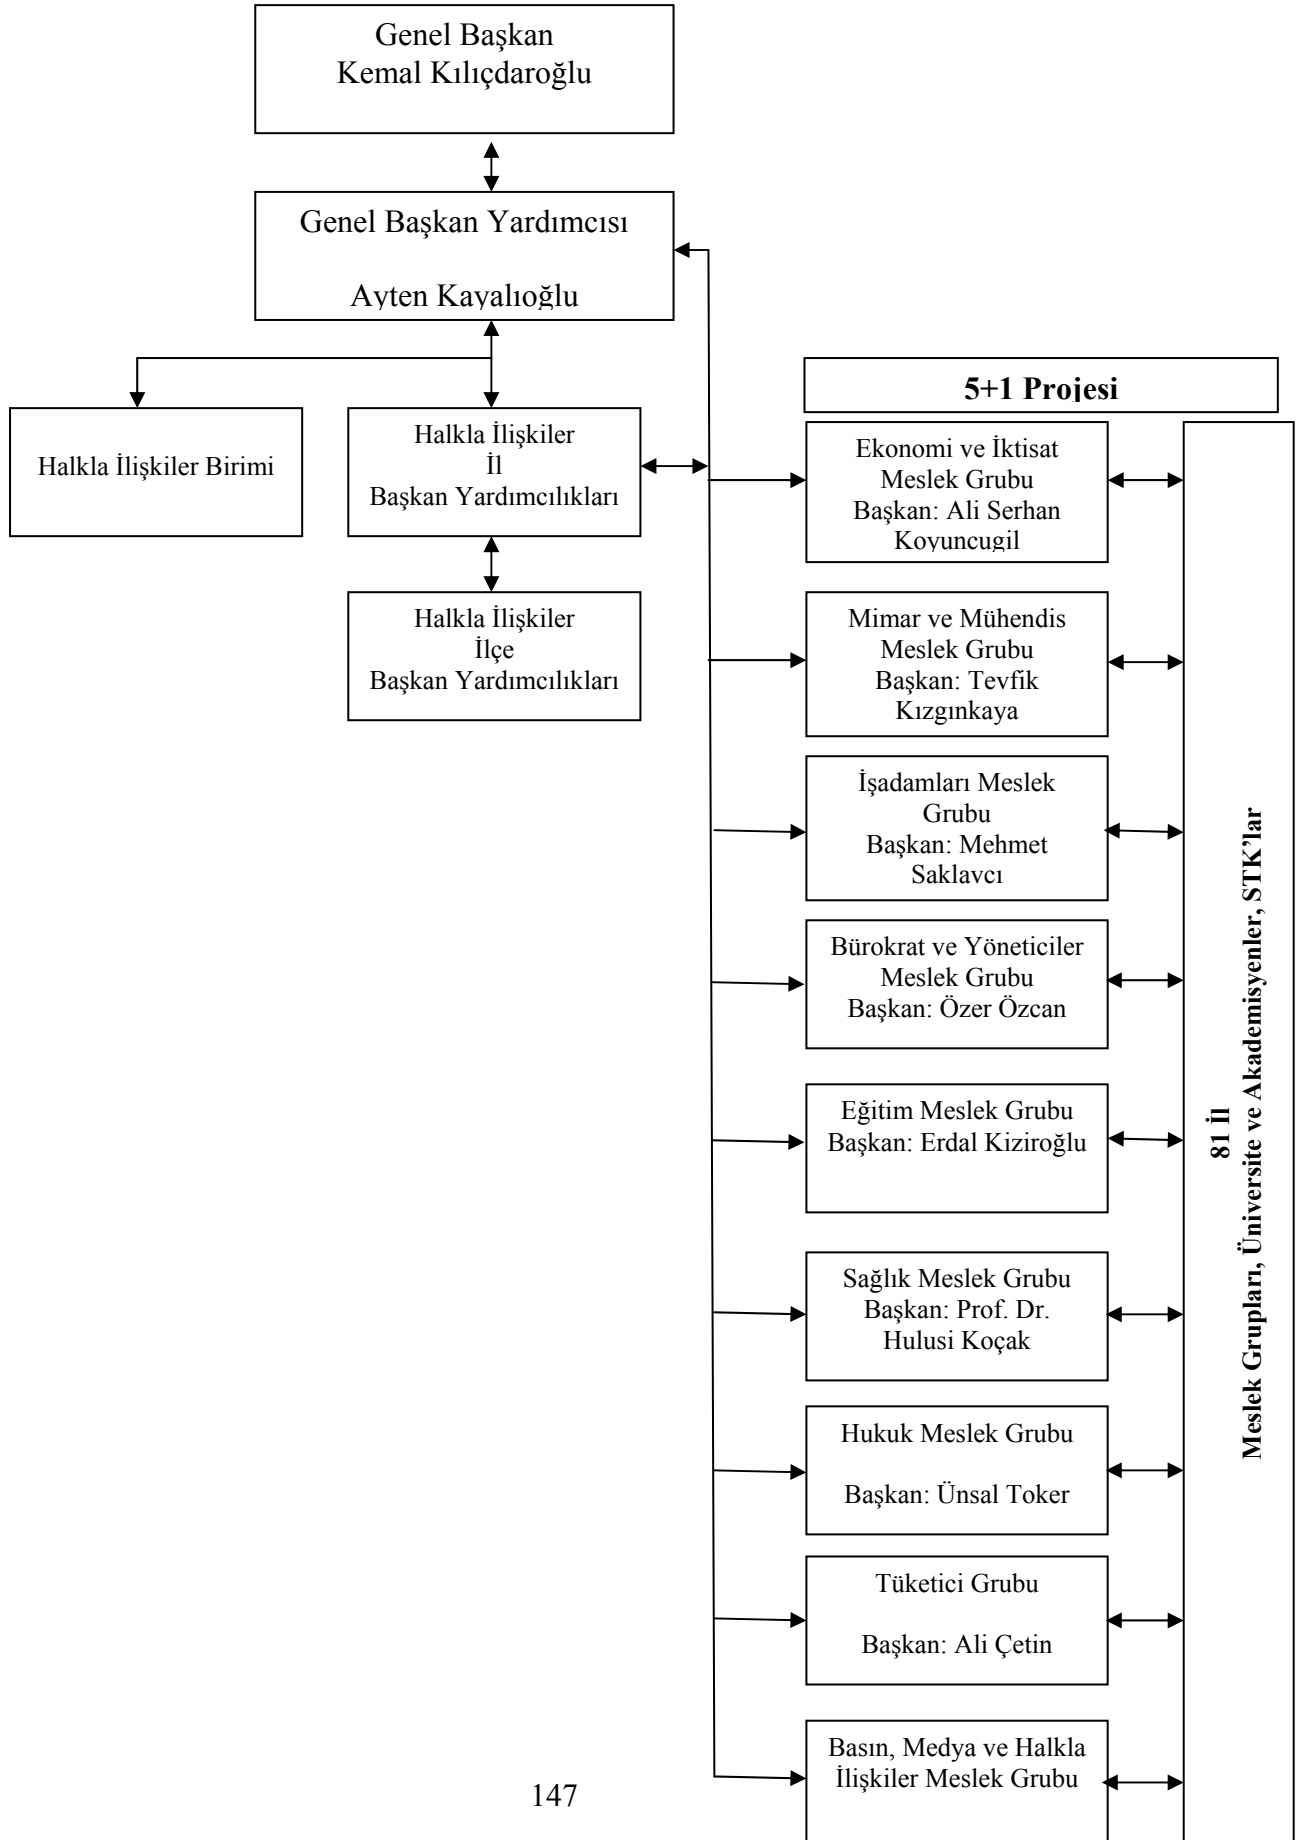 Genel Başkan
Kemal Kılıçdaroğlu
Genel Başkan Yardımcısı
Ayten Kayalıoğlu
Halkla İlişkiler Birimi
Halkla İlişkiler
İl
Başkan Yardımcılıkları
Halkla İlişkiler
İlçe
Başkan Yardımcılıkları
5+1 Projesi
Ekonomi ve İktisat
Meslek Grubu
Başkan: Ali Serhan
Koyuncugil
Mimar ve Mühendis
Meslek Grubu
Başkan: Tevfik
Kızgınkaya
İşadamları Meslek
Grubu
Başkan: Mehmet
Saklavcı
Bürokrat ve Yöneticiler
Meslek Grubu
Başkan: Özer Özcan
Eğitim Meslek Grubu
Başkan: Erdal Kiziroğlu
Sağlık Meslek Grubu
Başkan: Prof. Dr.
Hulusi Koçak
Hukuk Meslek Grubu
Başkan: Ünsal Toker
Tüketici Grubu
Başkan: Ali Çetin
Basın, Medya ve Halkla
İlişkiler Meslek Grubu
81 İl
Meslek Grupları, Üniversite ve Akademisyenler, STK’lar
147